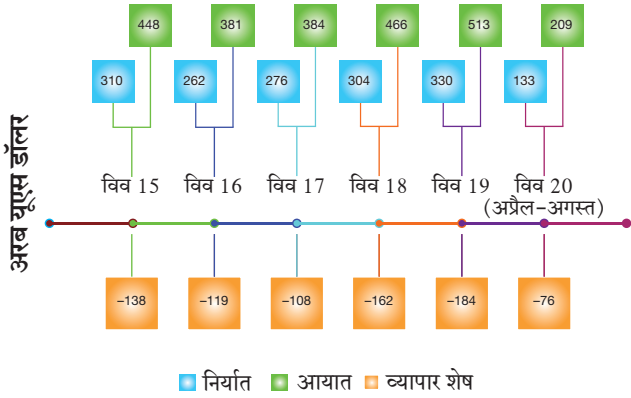 448 381 384 466 513 209
310 262 276 304 330 133
अरब यूएस डॉलर
विव 15 विव 16 विव 17 विव 18 विव 19 विव 20
(अप्रैल-अगस्त)
-138 -119 -108 -162 -184 -76
निर्यात आयात व्यापार शेष